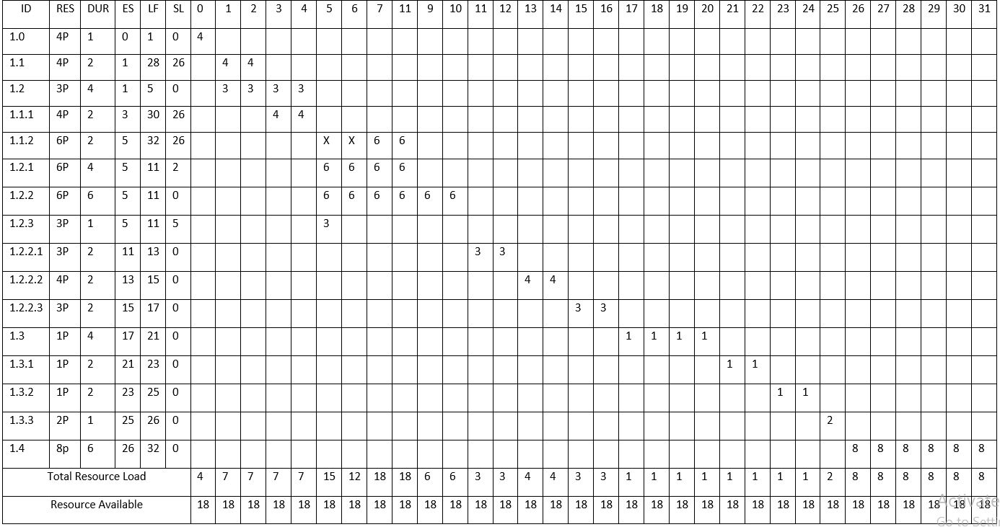 ID RES DUR ES LF SL 0 1 2 3 4 5 6 7 11 9 10 11 12 13 14 15 16 17 18 19 20 21 22 23 24 25 26 27 28 29 30 31
1.0 4P 1 0 1 0 4
1.1 4P 2 1 28 26 4 4
1.2 3P 4 1 5 0 3 3 3 3
1.1.1 4P 2 3 30 26 4 4
1.1.2 6P 2 5 32 26 X X 6 6
1.2.1 6P 4 5 11 2 6 6 6 6
1.2.2 6P 6 5 11 0 6 6 6 6 6 6
1.2.3 3P 1 5 11 5 3
1.2.2.1 3P 2 11 13 0 3 3
1.2.2.2 4P 2 13 15 0 4 4
1.2.2.3 3P 2 15 17 0 3 3
1.3 1P 4 17 21 0 1 1 1 1
1.3.1 1P 2 21 23 0 1 1
1.3.2 1P 2 23 25 0 1 1
1.3.3 2P 1 25 26 0 2
1.4 8p 6 26 32 0 8 8 8 8 8 8
Total Resource Load 4 7 7 7 7 15 12 18 18 6 6 3 3 4 4 3 3 1 1 1 1 1 1 1 1 2 8 8 8 8 8 8
Resource Available 18 18 18 18 18 18 18 18 18 18 18 18 18 18 18 18 18 18 18 18 18 18 18 18 18 18 18 18 18 18 18 18
Activate
Go to Setti